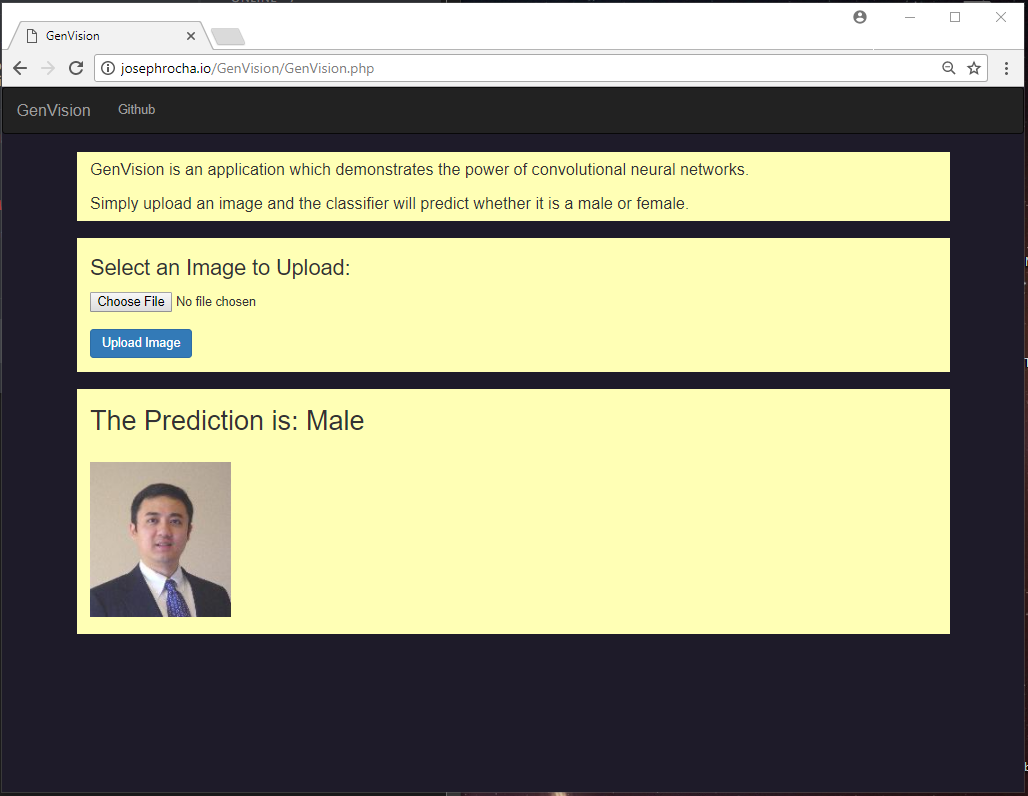 GenVision
josephrocha.io/GenVision/GenVision.php
GenVision Github
GenVision is an application which demonstrates the power of convolutional neural networks.
Simply upload an image and the classifier will predict whether it is a male or female.
Select an Image to Upload:
Choose File No file chosen
Upload Image
The Prediction is: Male